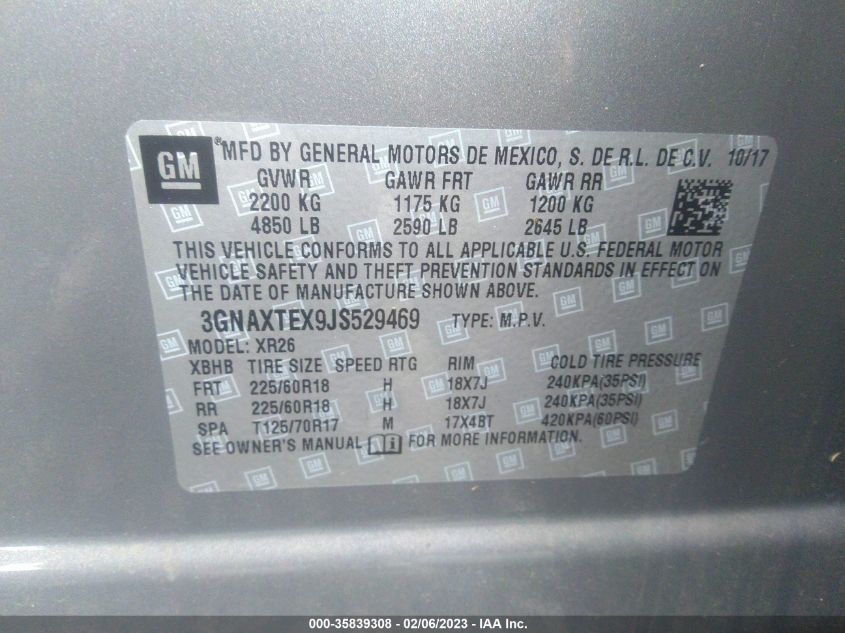 GM ® MFD BY GENERAL MOTORS DE MEXICO, S. DE R.L. DE C.V. 10/17
GVWR GAWR FRT GAWR RR
2200 KG 1175 KG 1200 KG
4850 LB 2590 LB 2645 LB
THIS VEHICLE CONFORMS TO ALL APPLICABLE U.S. FEDERAL MOTOR
VEHICLE SAFETY AND THEFT PREVENTION STANDARDS IN EFFECT ON
THE DATE OF MANUFACTURE SHOWN ABOVE.
3GNAXTEX9JS529469 TYPE: M.P.V.
MODEL: XR26
XBHB TIRE SIZE SPEED RTG RIM COLD TIRE PRESSURE
FRT 225/60R18 H 18X7J 240KPA(35PSI)
RR 225/60R18 H 18X7J 240KPA(35PSI)
SPA T125/70R17 M 17X4BT 420KPA(60PSI)
SEE OWNER'S MANUAL FOR MORE INFORMATION.
000-35839308 - 02/06/2023 - IAA Inc.